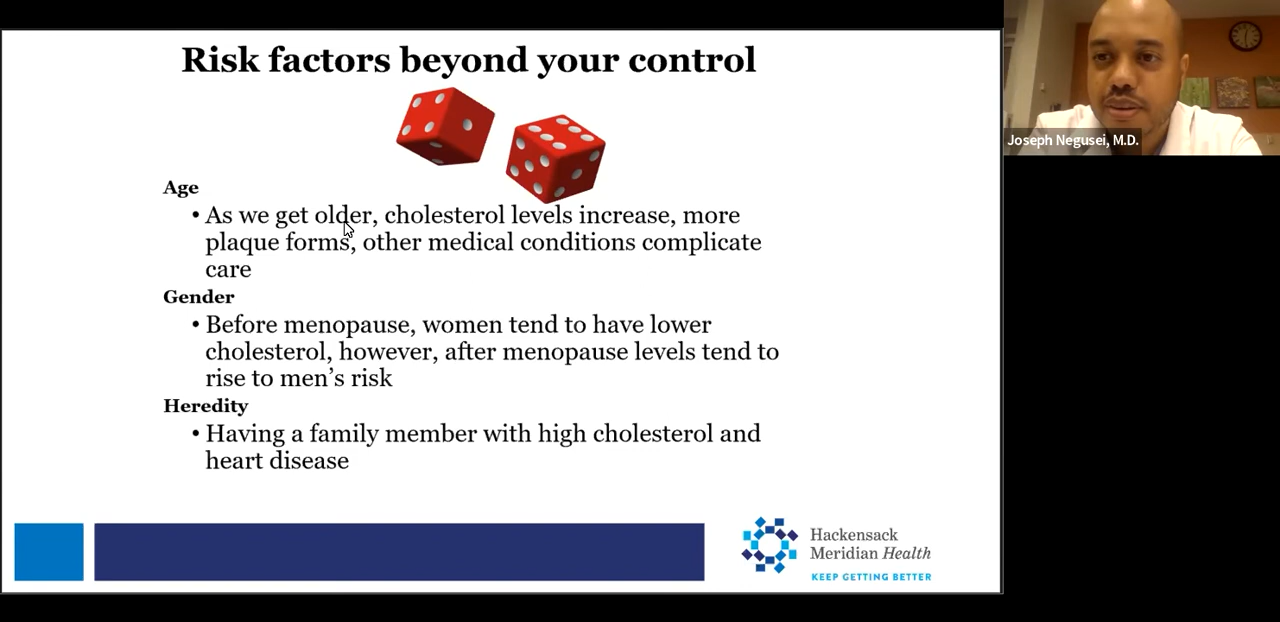 Risk factors beyond your control
Age
• As we get older, cholesterol levels increase, more
plaque forms, other medical conditions complicate
care
Gender
• Before menopause, women tend to have lower
cholesterol, however, after menopause levels tend to
rise to men’s risk
Heredity
• Having a family member with high cholesterol and
heart disease
Hackensack
Meridian Health
KEEP GETTING BETTER
Joseph Negusei, M.D.